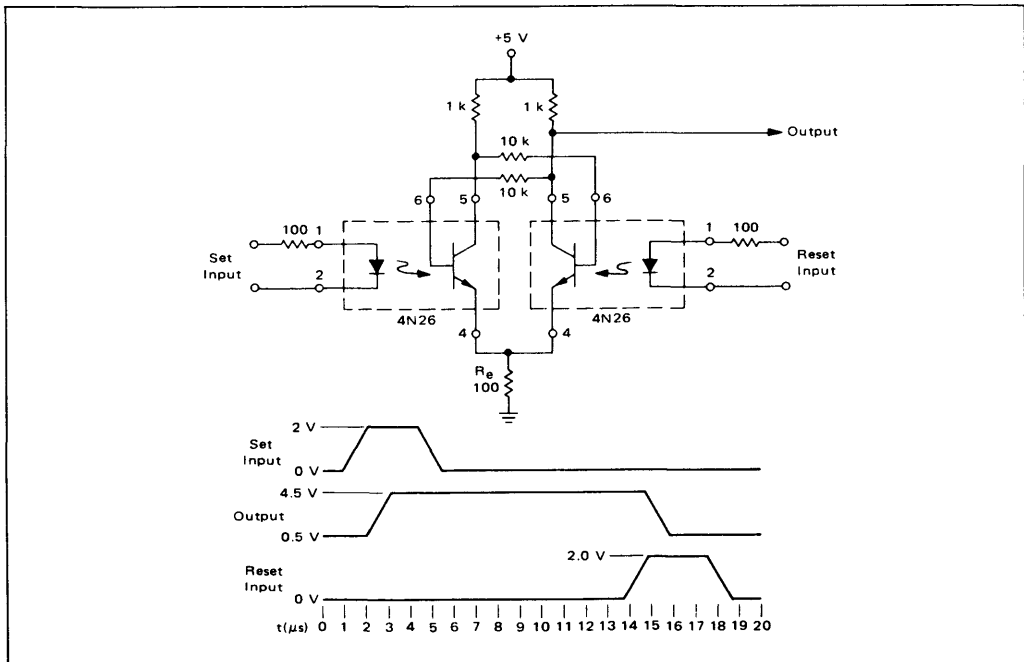 +5 V
1 k
1 k
Output
10 k
10 k
6
5
5
6
100
1
1
100
Set
Input
Reset
Input
2
2
4N26
4N26
4
4
Re
100
2 V
Set
Input
0 V
4.5 V
Output
0.5 V
2.0 V
Reset
Input
0 V
t(μs) 0 1 2 3 4 5 6 7 8 9 10 11 12 13 14 15 16 17 18 19 20